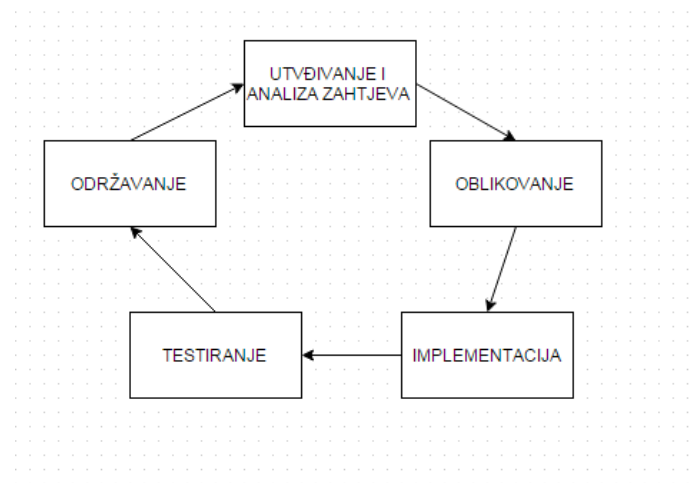 UTVĐIVANJE I
ANALIZA ZAHTJEVA
ODRŽAVANJE
OBLIKOVANJE
TESTIRANJE
IMPLEMENTACIJA